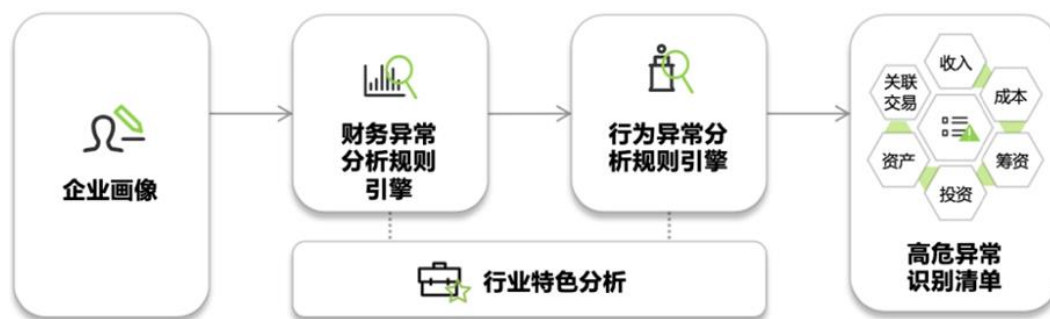 企业画像
财务异常
分析规则
引擎
行为异常分
析规则引擎
行业特色分析
收入
关联
交易
成本
资产
筹资
投资
高危异常
识别清单